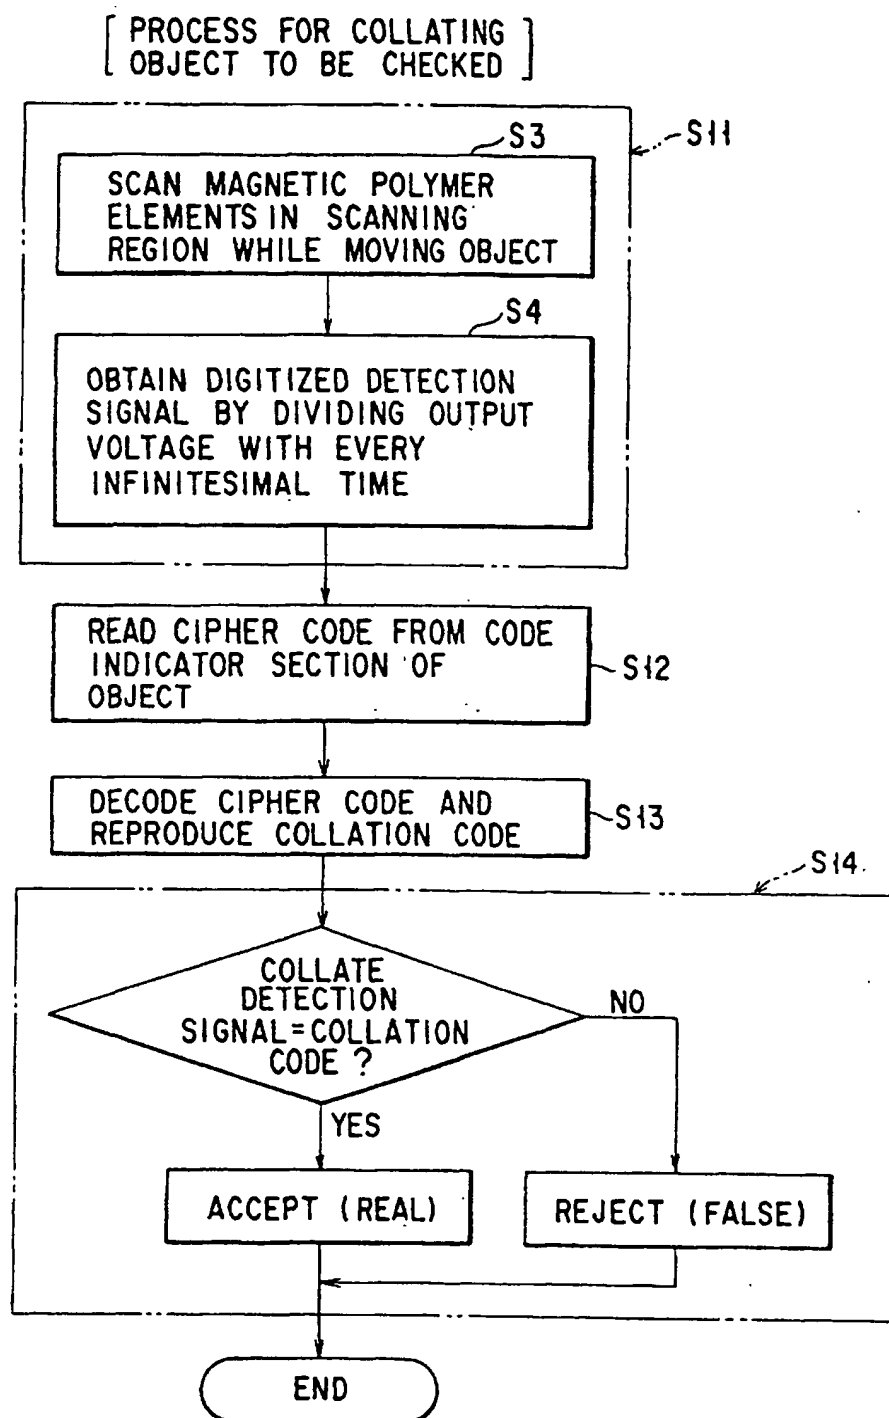 PROCESS FOR COLLATING
OBJECT TO BE CHECKED
S11
S3
SCAN MAGNETIC POLYMER
ELEMENTS IN SCANNING
REGION WHILE MOVING OBJECT
S4
OBTAIN DIGITIZED DETECTION
SIGNAL BY DIVIDING OUTPUT
VOLTAGE WITH EVERY
INFINITESIMAL TIME
READ CIPHER CODE FROM CODE
INDICATOR SECTION OF
OBJECT
S12
DECODE CIPHER CODE AND
REPRODUCE COLLATION CODE
S13
S14
COLLATE
DETECTION
SIGNAL=COLLATION
CODE ?
NO
YES
ACCEPT (REAL)
REJECT (FALSE)
END